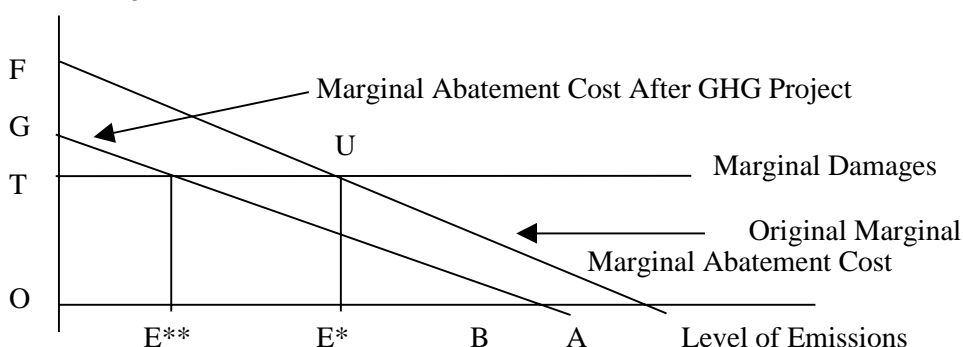 F
Marginal Abatement Cost After GHG Project
G
U
Marginal Damages
T
Original Marginal
Marginal Abatement Cost
O
E** E* B A Level of Emissions